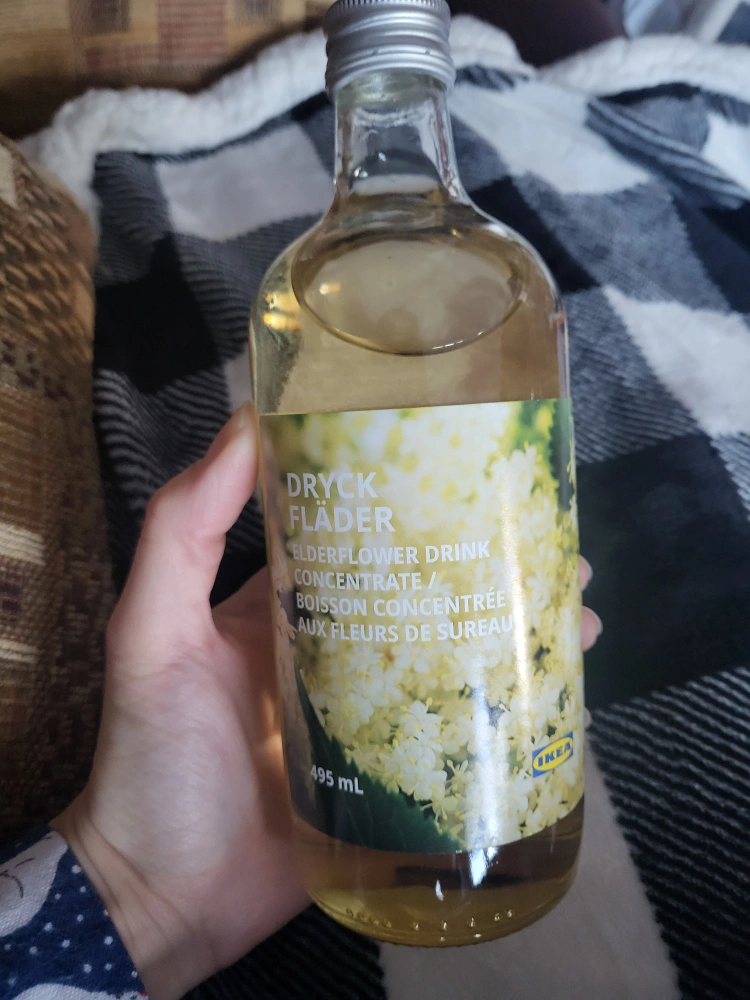 DRYCK
FLÄDER
ELDERFLOWER DRINK
CONCENTRATE /
BOISSON CONCENTRÉE
AUX FLEURS DE SUREAU
495 mL
IKEA